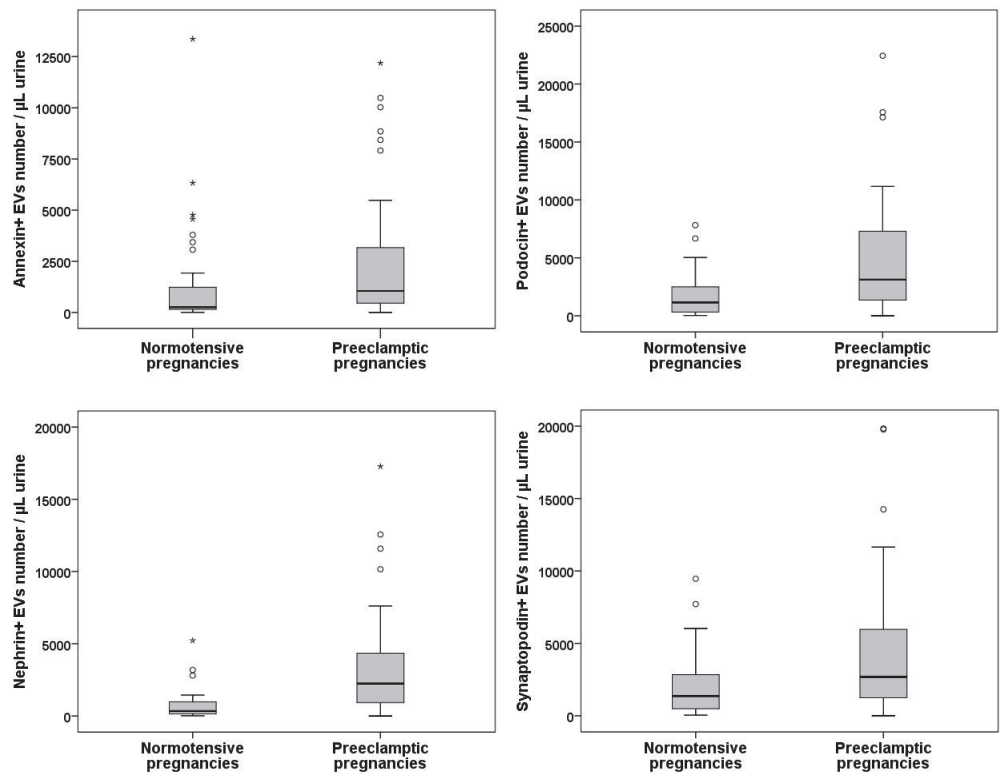 Annexin+ EVs number / µL urine
12500
10000
7500
5000
2500
0
Normotensive
pregnancies
Preeclamptic
pregnancies
Podocin+ EVs number / µL urine
25000
20000
15000
10000
5000
0
Normotensive
pregnancies
Preeclamptic
pregnancies
Nephrin+ EVs number / µL urine
20000
15000
10000
5000
0
Normotensive
pregnancies
Preeclamptic
pregnancies
Synaptopodin+ EVs number / µL urine
20000
15000
10000
5000
0
Normotensive
pregnancies
Preeclamptic
pregnancies